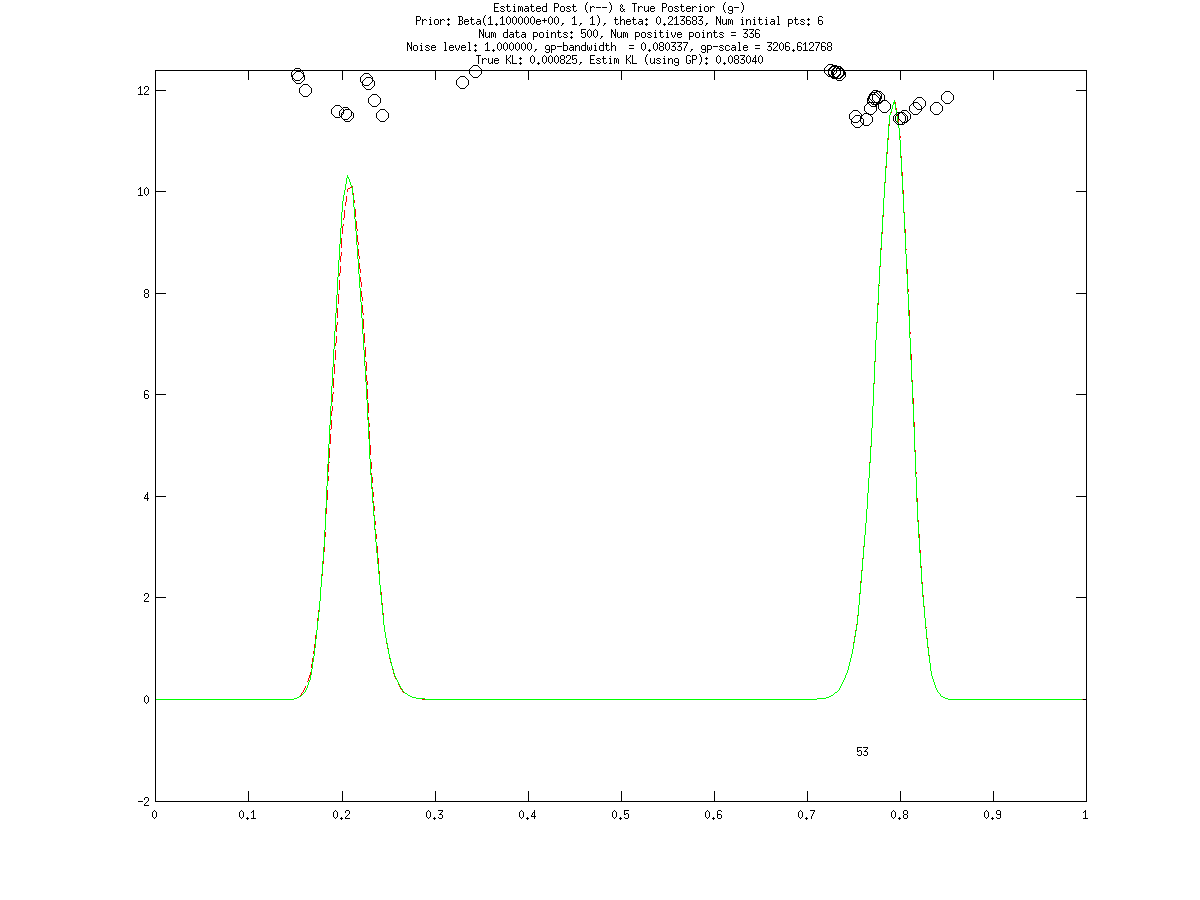 Estimated Post (r--) & True Posterior (g-)
Prior: Beta(1.100000e+00, 1, 1), theta: 0.213683, Num initial pts: 6
Num data points: 500, Num positive points = 336
Noise level: 1.000000, gp-bandwidth  = 0.080337, gp-scale = 3206.612768
True KL: 0.000825, Estim KL (using GP): 0.083040
12
10
8
6
4
2
0
53
-2
0 0.1 0.2 0.3 0.4 0.5 0.6 0.7 0.8 0.9 1